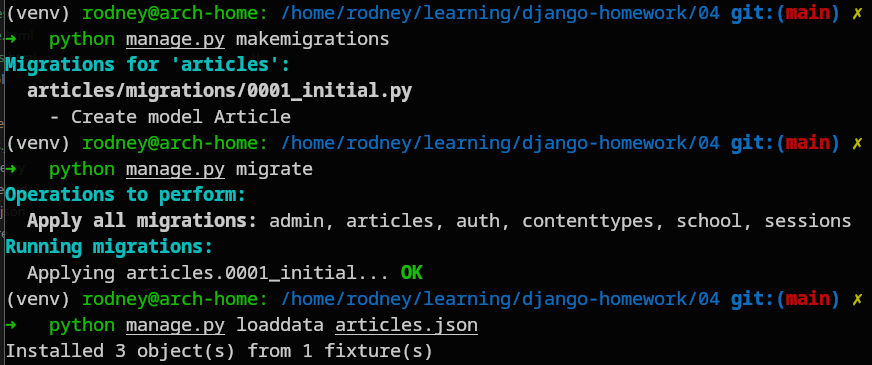 (venv) rodney@arch-home: /home/rodney/learning/django-homework/04 git:(main) ✗
➜   python manage.py makemigrations
Migrations for 'articles':
  articles/migrations/0001_initial.py
    - Create model Article
(venv) rodney@arch-home: /home/rodney/learning/django-homework/04 git:(main) ✗
➜   python manage.py migrate
Operations to perform:
  Apply all migrations: admin, articles, auth, contenttypes, school, sessions
Running migrations:
  Applying articles.0001_initial... OK
(venv) rodney@arch-home: /home/rodney/learning/django-homework/04 git:(main) ✗
➜   python manage.py loaddata articles.json
Installed 3 object(s) from 1 fixture(s)